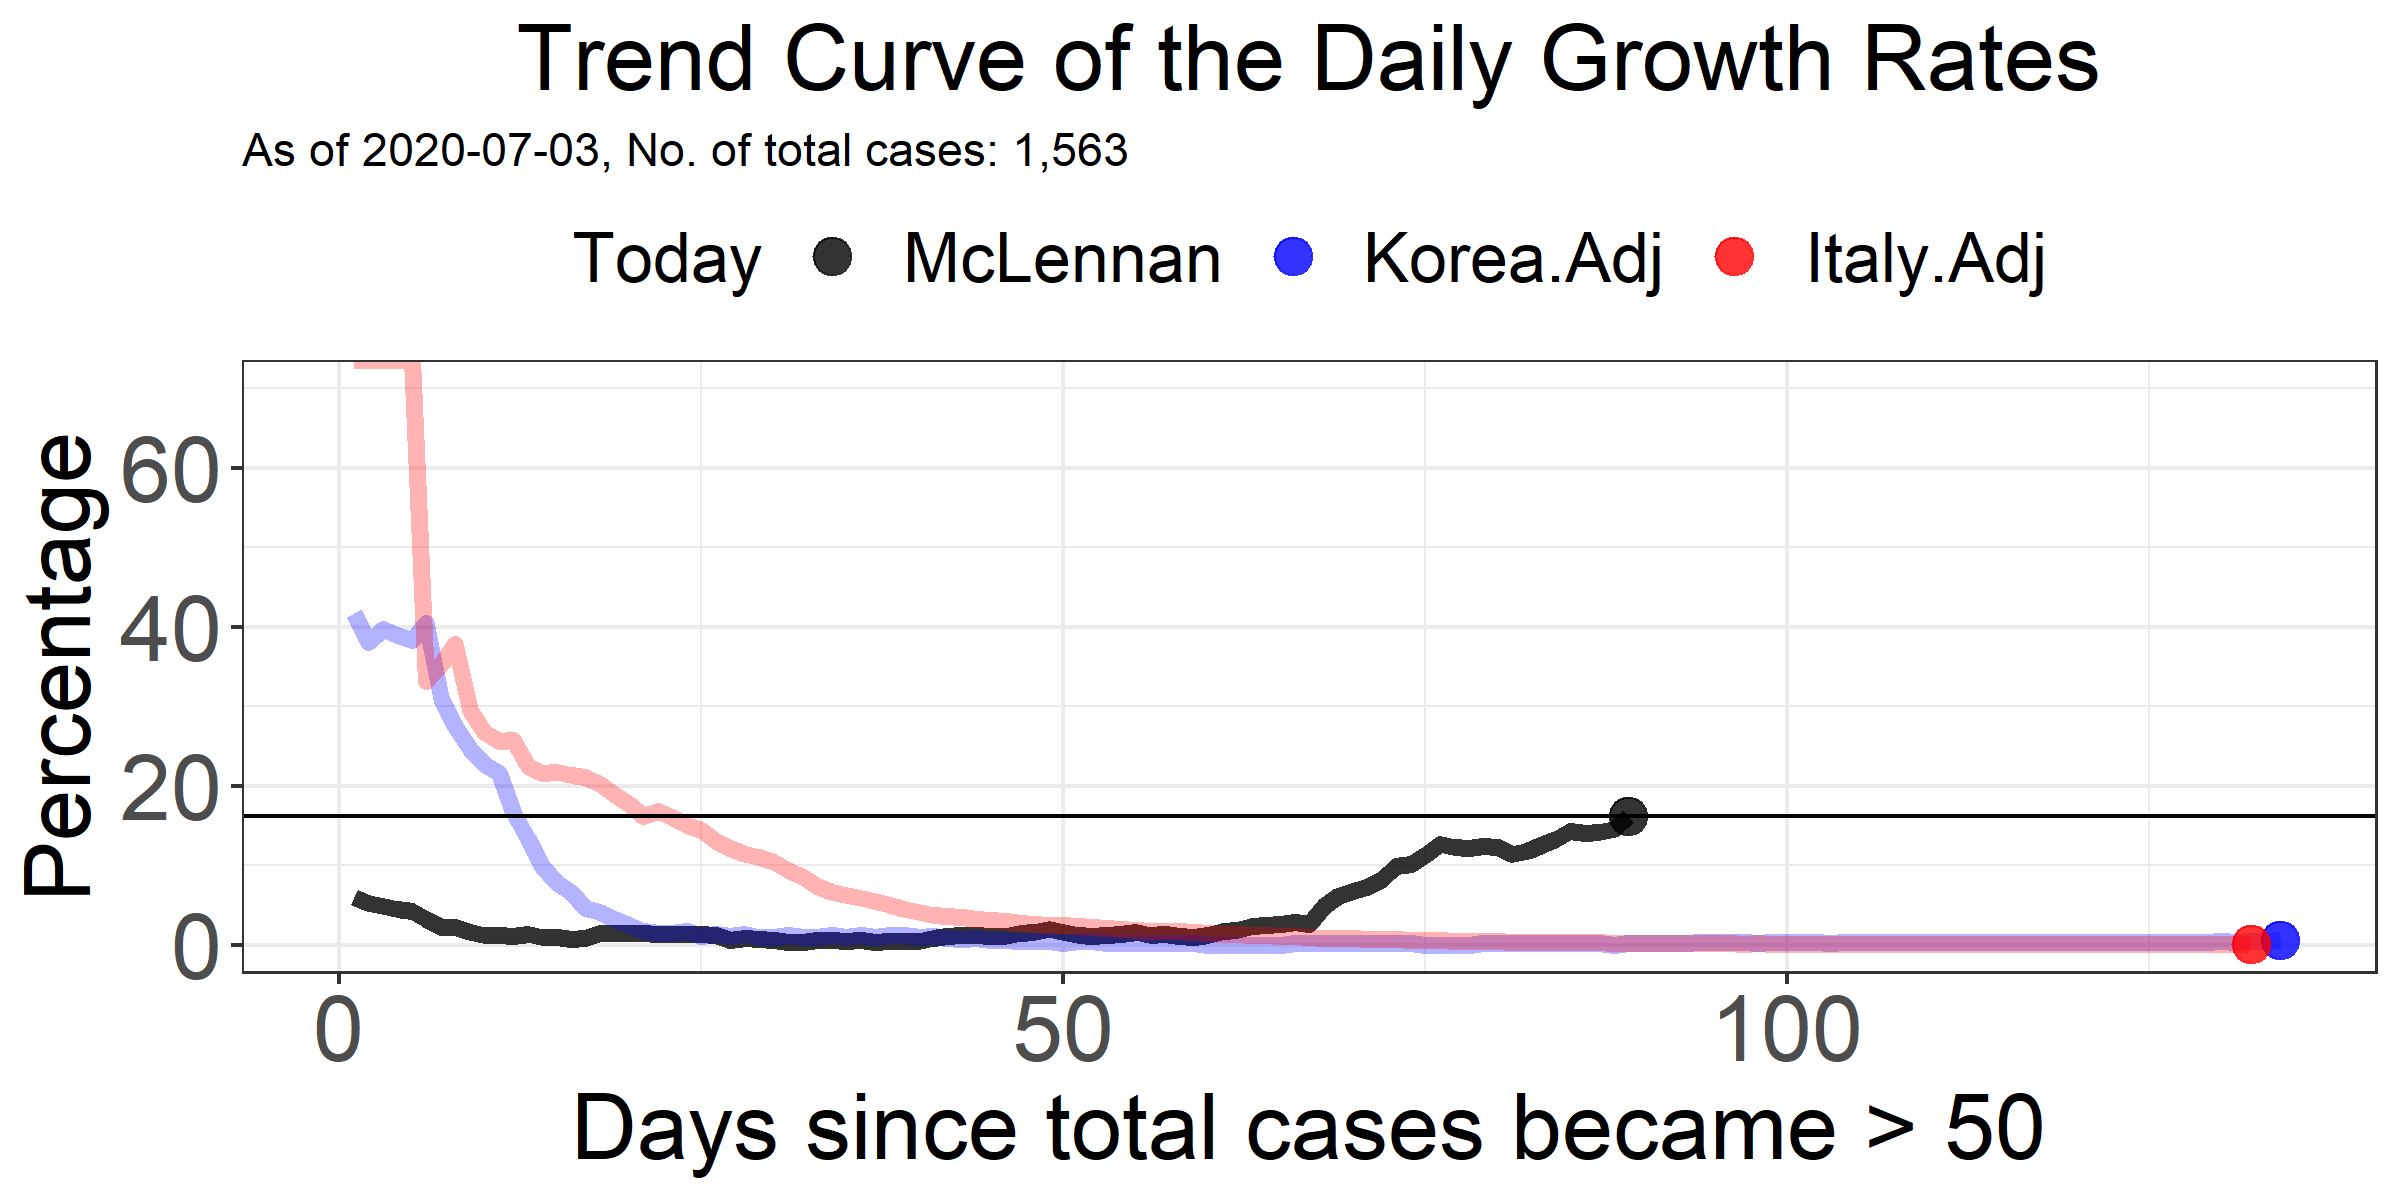 Trend Curve of the Daily Growth Rates
As of 2020-07-03, No. of total cases: 1,563
Today McLennan Korea.Adj Italy.Adj
Percentage
60
40
20
0
0 50 100
Days since total cases became > 50